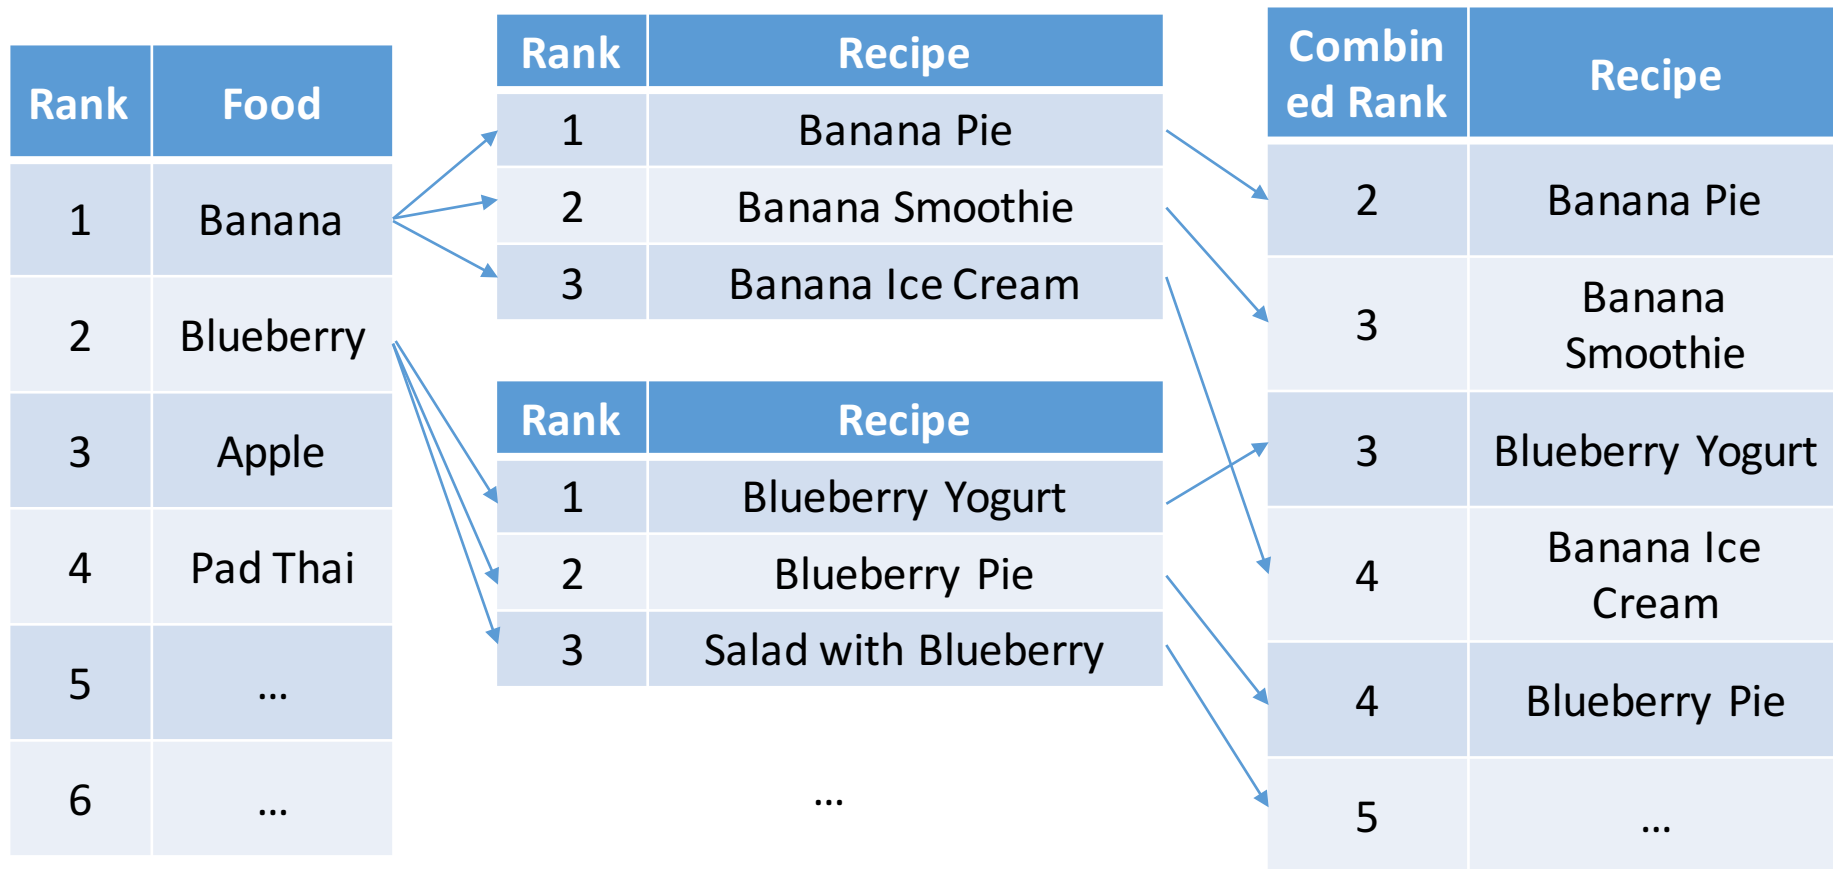 Rank Food
1 Banana
2 Blueberry
3 Apple
4 Pad Thai
5 ...
6 ...
Rank Recipe
1 Banana Pie
2 Banana Smoothie
3 Banana Ice Cream
Rank Recipe
1 Blueberry Yogurt
2 Blueberry Pie
3 Salad with Blueberry
...
Combin
ed Rank
Recipe
2 Banana Pie
3 Banana
Smoothie
3 Blueberry Yogurt
4 Banana Ice
Cream
4 Blueberry Pie
5 ...